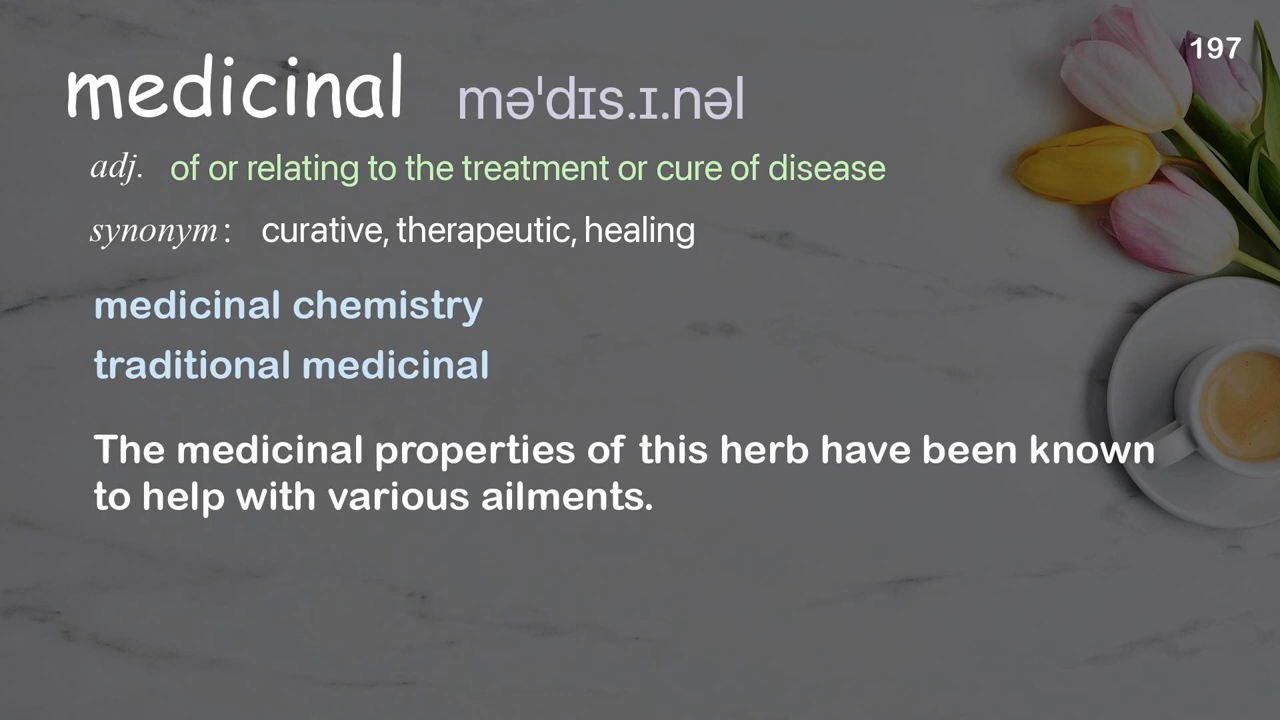 197
medicinal məˈdɪs.ɪ.nəl
adj. of or relating to the treatment or cure of disease
synonym: curative, therapeutic, healing
medicinal chemistry
traditional medicinal
The medicinal properties of this herb have been known
to help with various ailments.